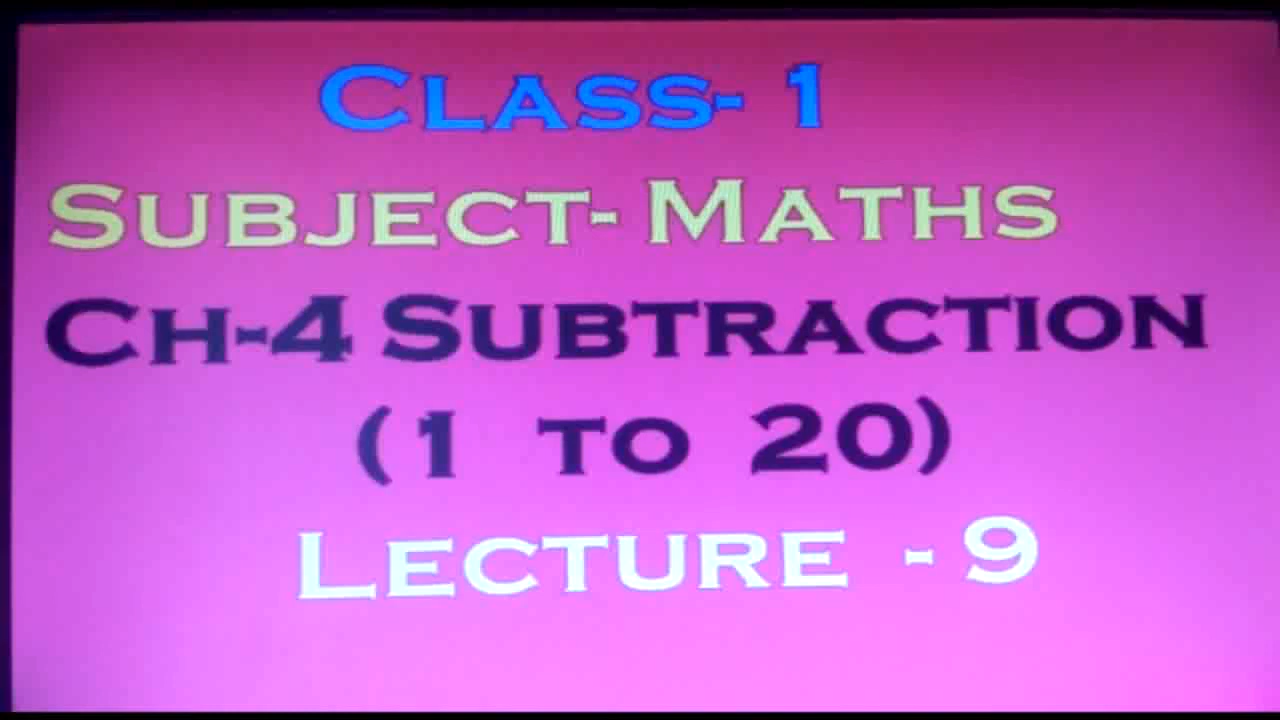 Class- 1
Subject- Maths
Ch-4 Subtraction
(1 to 20)
Lecture - 9